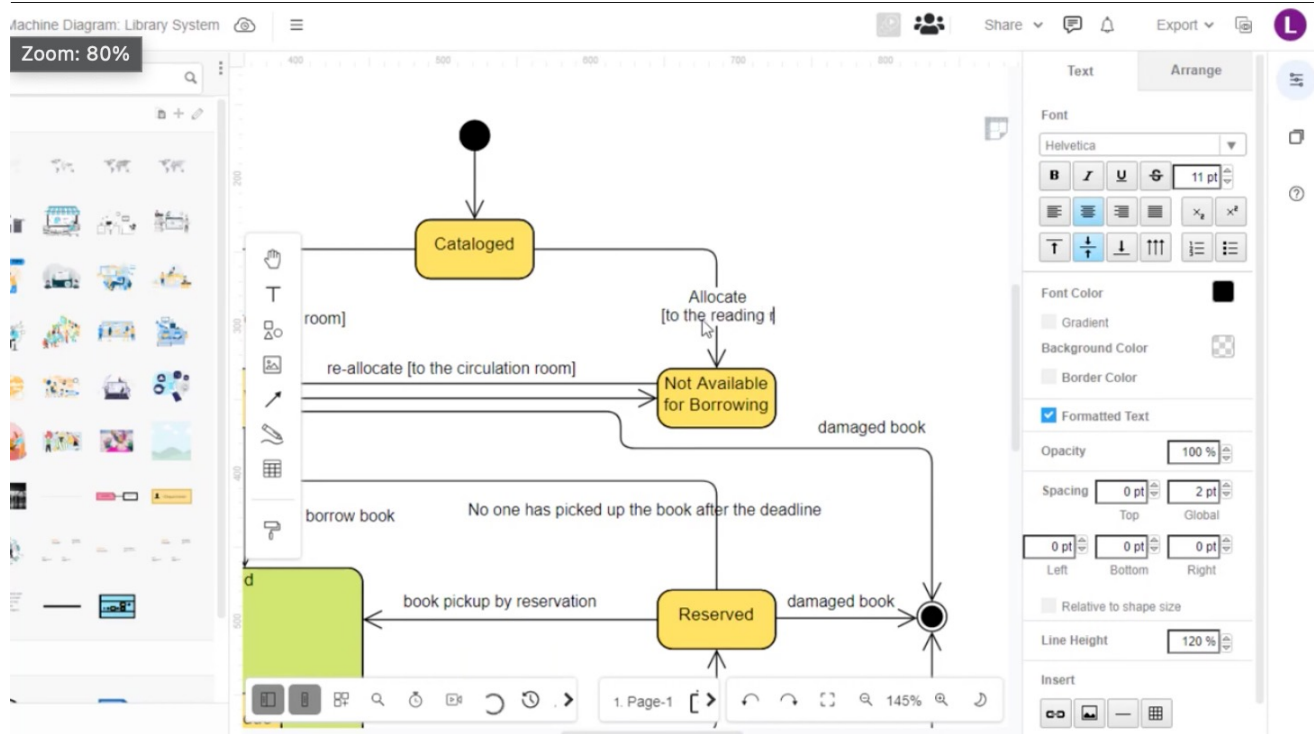 Machine Diagram: Library System
Share
Export
L
Zoom: 80%
Text
Arrange
400
500
600
700
800
Font
Helvetica
B I U S 11 pt
200
Cataloged
Font Color
Allocate
[to the reading r
room]
300
Gradient
Background Color
re-allocate [to the circulation room]
Border Color
Not Available
for Borrowing
Formatted Text
damaged book
Opacity
100 %
400
Spacing
0 pt
2 pt
Top
Global
No one has picked up the book after the deadline
borrow book
0 pt
0 pt
0 pt
Left
Bottom
Right
d
book pickup by reservation
damaged book
Relative to shape size
Reserved
500
Line Height
120 %
Insert
1. Page-1
145%